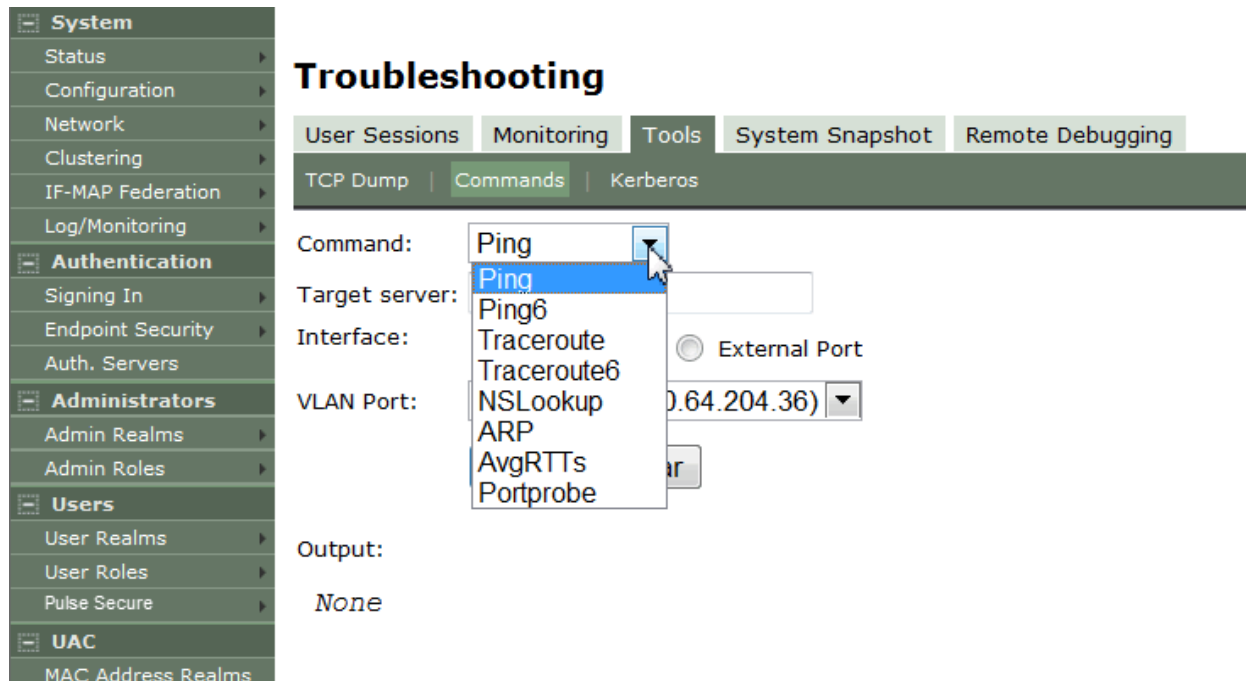 System
Status
Configuration
Network
Clustering
IF-MAP Federation
Log/Monitoring
Authentication
Signing In
Endpoint Security
Auth. Servers
Administrators
Admin Realms
Admin Roles
Users
User Realms
User Roles
Pulse Secure
UAC
MAC Address Realms
Troubleshooting
User Sessions Monitoring Tools System Snapshot Remote Debugging
TCP Dump | Commands | Kerberos
Command: Ping
Ping
Ping6
Traceroute
Traceroute6
NSLookup
ARP
AvgRTTs
Portprobe
Target server:
Interface: External Port
VLAN Port: 0.64.204.36)
Output:
None